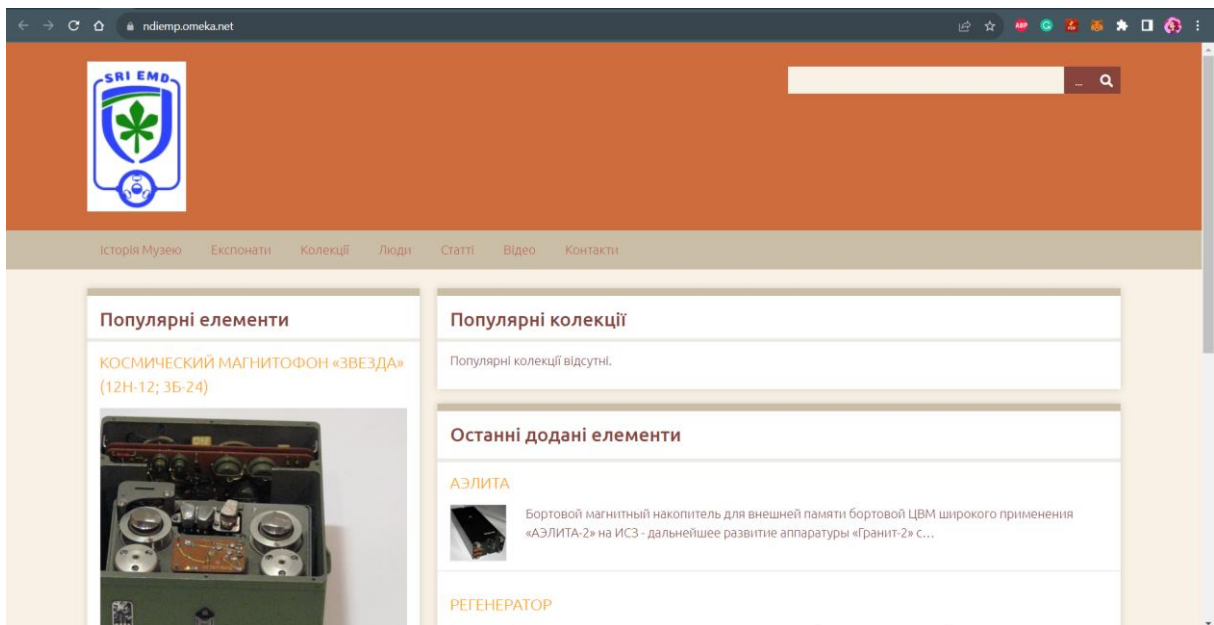 ndiemp.omeka.net
SRI EMD
...
Історія Музею Експонати Колекції Люди Статті Відео Контакти
Популярні елементи
КОСМИЧЕСКИЙ МАГНИТОФОН «ЗВЕЗДА»
(12Н-12; 3Б-24)
Популярні колекції
Популярні колекції відсутні.
Останні додані елементи
АЭЛИТА
Бортовой магнитный накопитель для внешней памяти бортовой ЦВМ широкого применения
«АЭЛИТА-2» на ИСЗ - дальнейшее развитие аппаратуры «Гранит-2» с...
РЕГЕНЕРАТОР